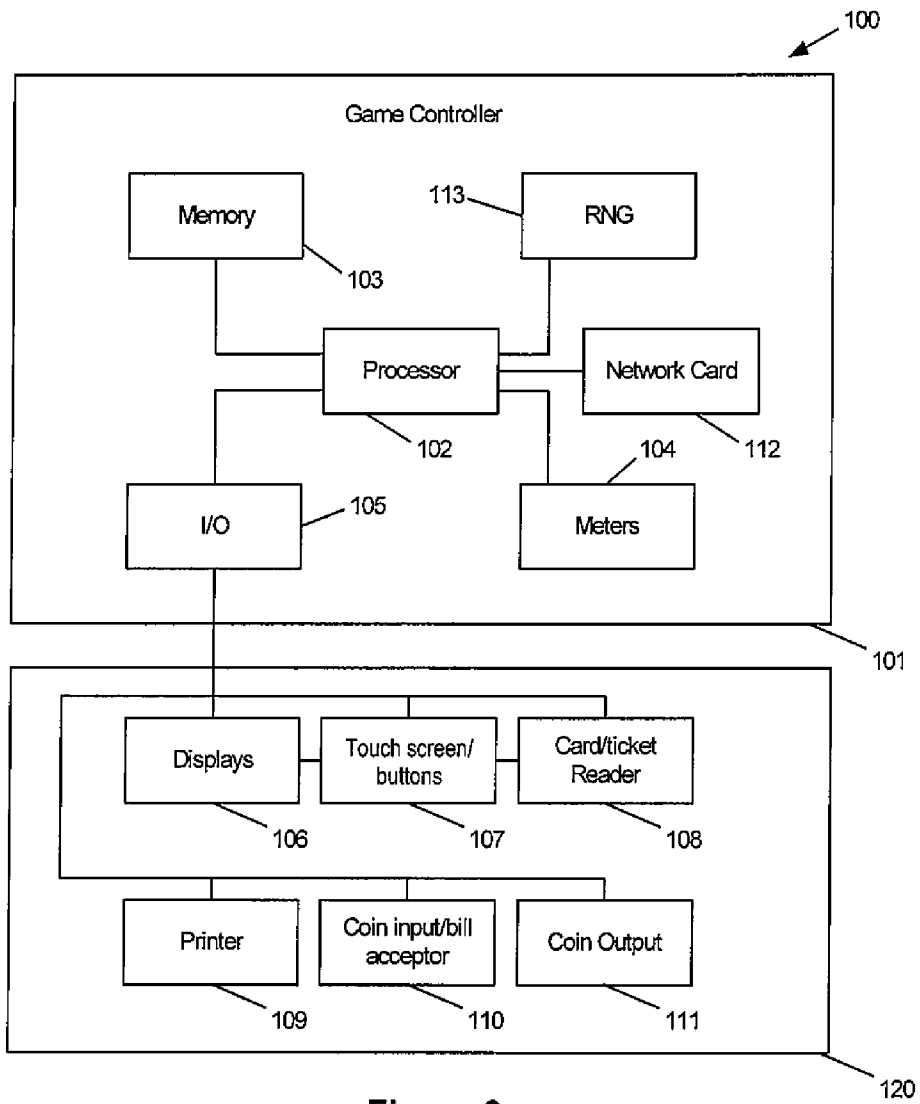 100
Game Controller
Memory
103
113
RNG
Processor
102
Network Card
112
I/O
105
104
Meters
101
Displays
106
Touch screen/
buttons
107
Card/ticket
Reader
108
Printer
109
Coin input/bill
acceptor
110
Coin Output
111
120